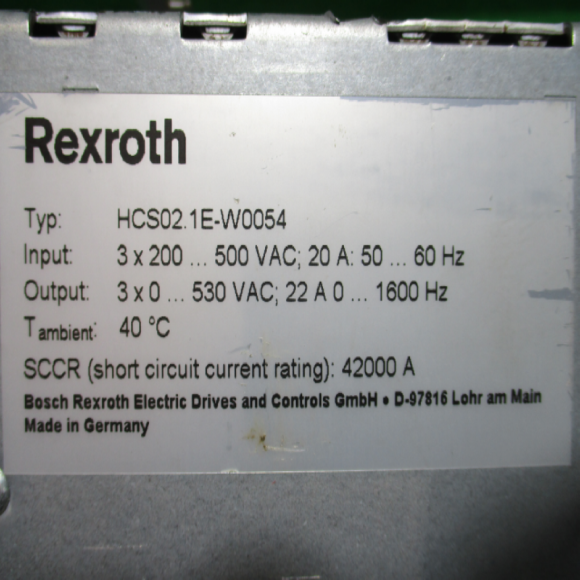 Rexroth
Typ: HCS02.1E-W0054
Input: 3 x 200 ... 500 VAC; 20 A: 50 ... 60 Hz
Output: 3 x 0 ... 530 VAC; 22 A 0 ... 1600 Hz
Tambient: 40 °C
SCCR (short circuit current rating): 42000 A
Bosch Rexroth Electric Drives and Controls GmbH • D-97816 Lohr am Main
Made in Germany